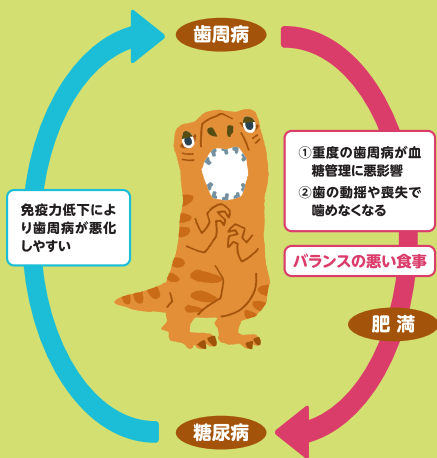 歯周病
①重度の歯周病が血
糖管理に悪影響
②歯の動揺や喪失で
噛めなくなる
免疫力低下によ
り歯周病が悪化
しやすい
バランスの悪い食事
肥満
糖尿病